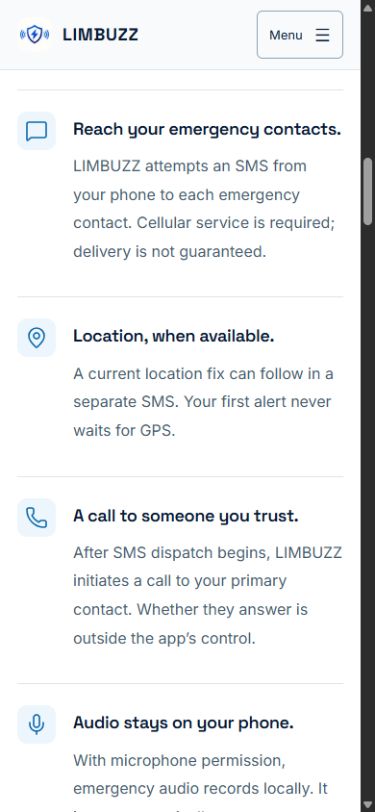 LIMBUZZ
Menu
Reach your emergency contacts.
LIMBUZZ attempts an SMS from
your phone to each emergency
contact. Cellular service is required;
delivery is not guaranteed.
Location, when available.
A current location fix can follow in a
separate SMS. Your first alert never
waits for GPS.
A call to someone you trust.
After SMS dispatch begins, LIMBUZZ
initiates a call to your primary
contact. Whether they answer is
outside the app’s control.
Audio stays on your phone.
With microphone permission,
emergency audio records locally. It